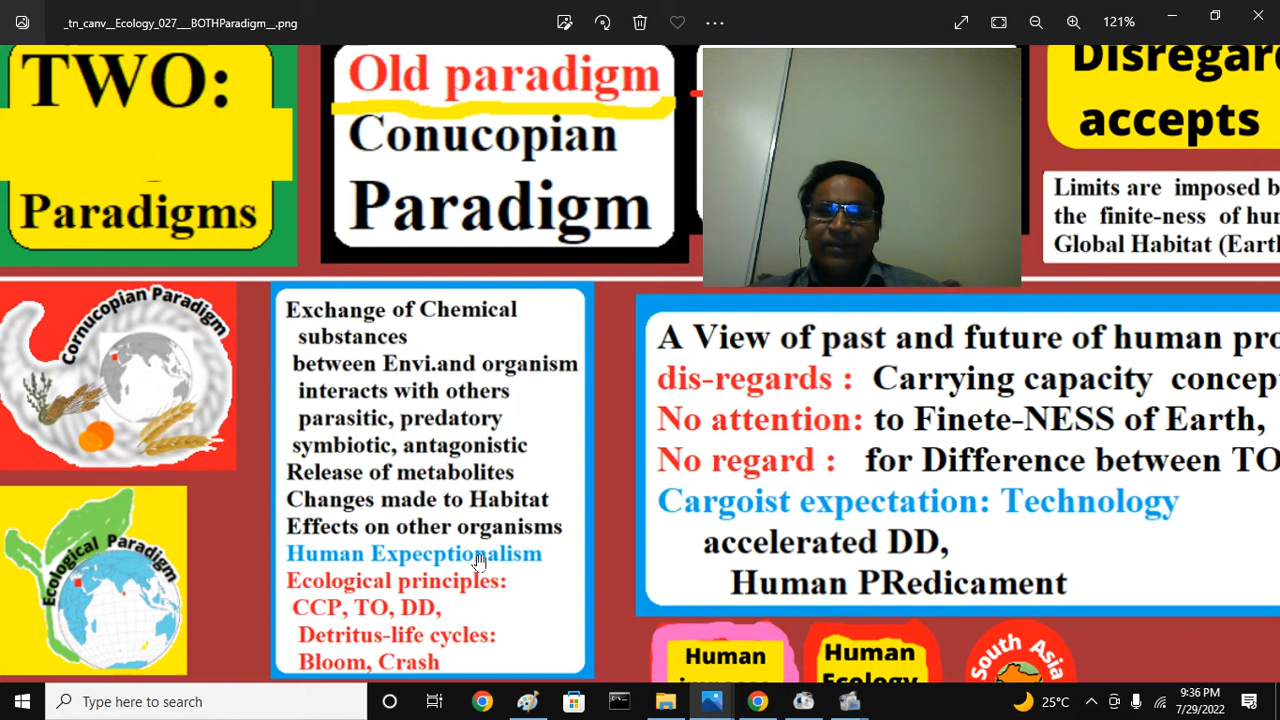 _tn_canv__Ecology_027___BOTHParadigm__.png
121%
TWO:
Paradigms
Old paradigm
Conucopian
Paradigm
Disregar
accepts
Limits are imposed b
the finite-ness of hu
Global Habitat (Eart
Cornucopian Paradigm
Ecological Paradigm
Exchange of Chemical
substances
between Envi.and organism
interacts with others
parasitic, predatory
symbiotic, antagonistic
Release of metabolites
Changes made to Habitat
Effects on other organisms
Human Expecptionalism
Ecological principles:
CCP, TO, DD,
Detritus-life cycles:
Bloom, Crash
A View of past and future of human pro
dis-regards : Carrying capacity concep
No attention: to Finete-NESS of Earth,
No regard : for Difference between TO
Cargoist expectation: Technology
accelerated DD,
Human PRedicament
Human
Human
Ecology
South Asia
Type here to search
25°C
9:36 PM
7/29/2022